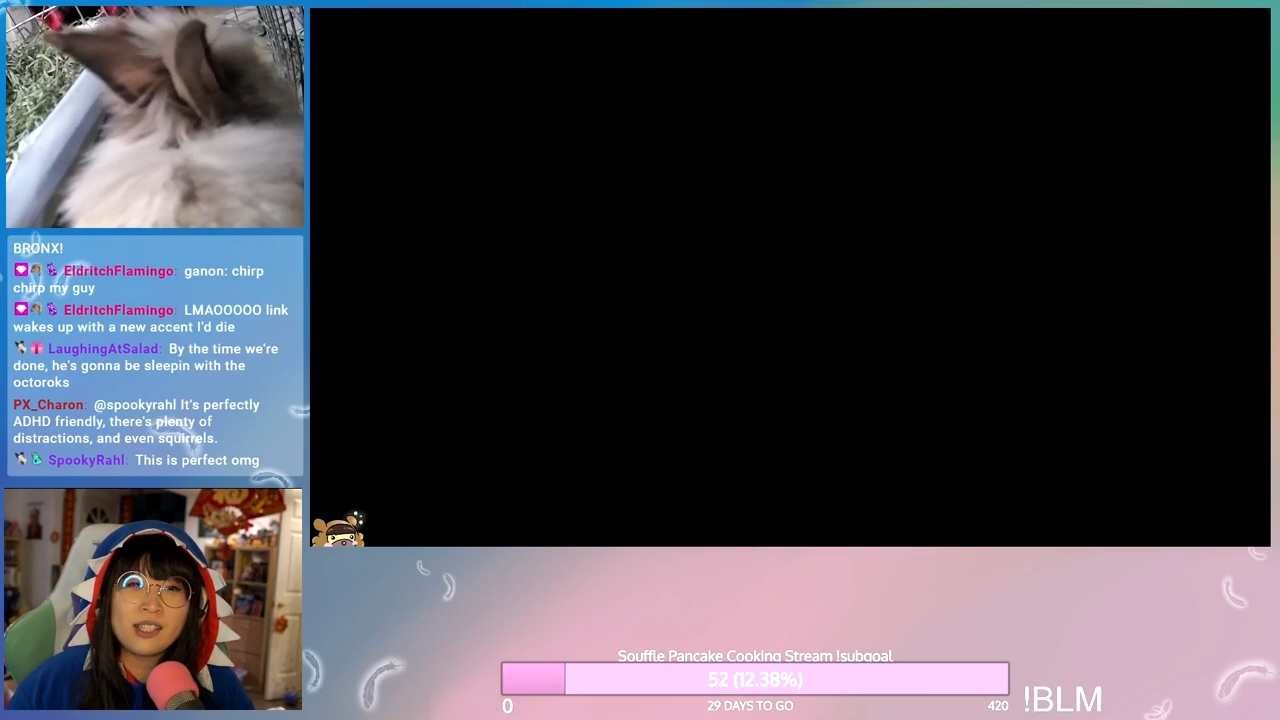 BRONX!
EldritchFlamingo: ganon: chirp
chirp my guy
EldritchFlamingo: LMAOOOOO link
wakes up with a new accent I'd die
LaughingAtSalad: By the time we're
done, he's gonna be sleepin with the
octoroks
PX_Charon: @spookyrahl It's perfectly
ADHD friendly, there's plenty of
distractions, and even squirrels.
SpookyRahl: This is perfect omg
Souffle Pancake Cooking Stream !subgoal
52 (12.38%)
0
29 DAYS TO GO
420
!BLM